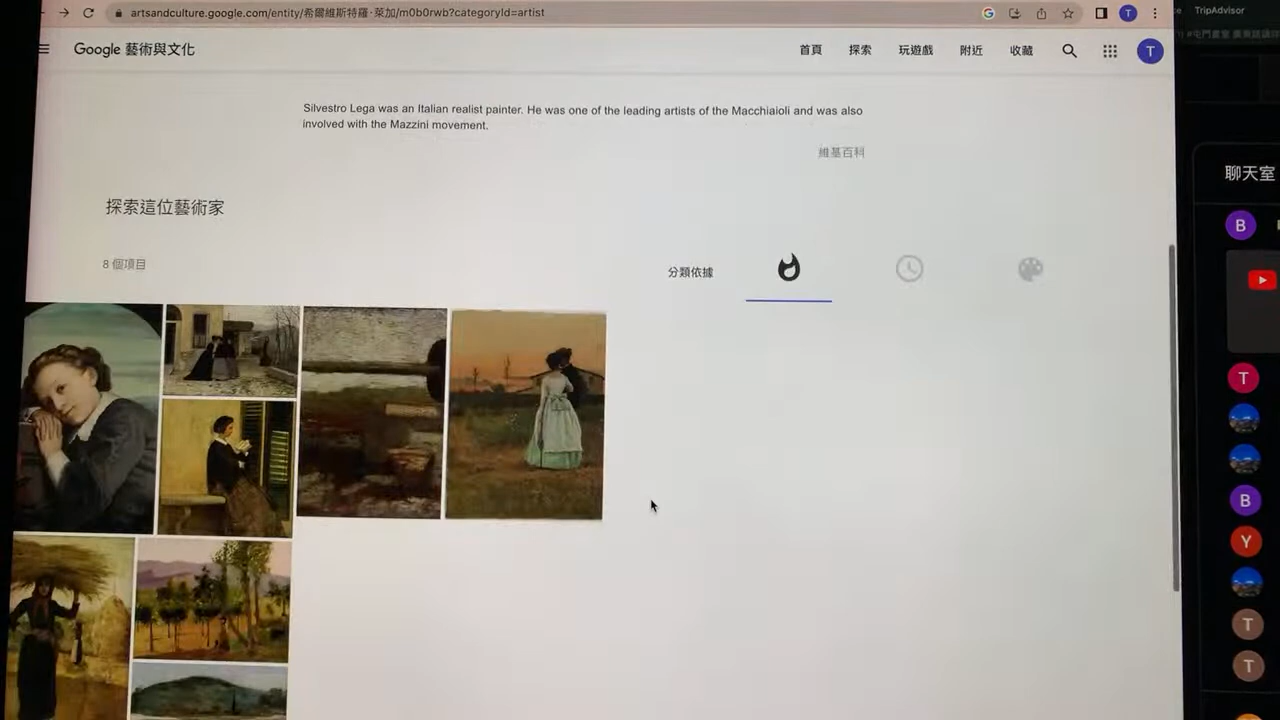 artsandculture.google.com/entity/希爾維斯特羅·萊加/m0b0rwb?categoryId=artist
TripAdvisor
Google 藝術與文化
首頁
探索
玩遊戲
附近
收藏
T
T
Silvestro Lega was an Italian realist painter. He was one of the leading artists of the Macchiaioli and was also
involved with the Mazzini movement.
維基百科
探索這位藝術家
8 個項目
分類依據
聊天室
B
T
B
Y
T
T